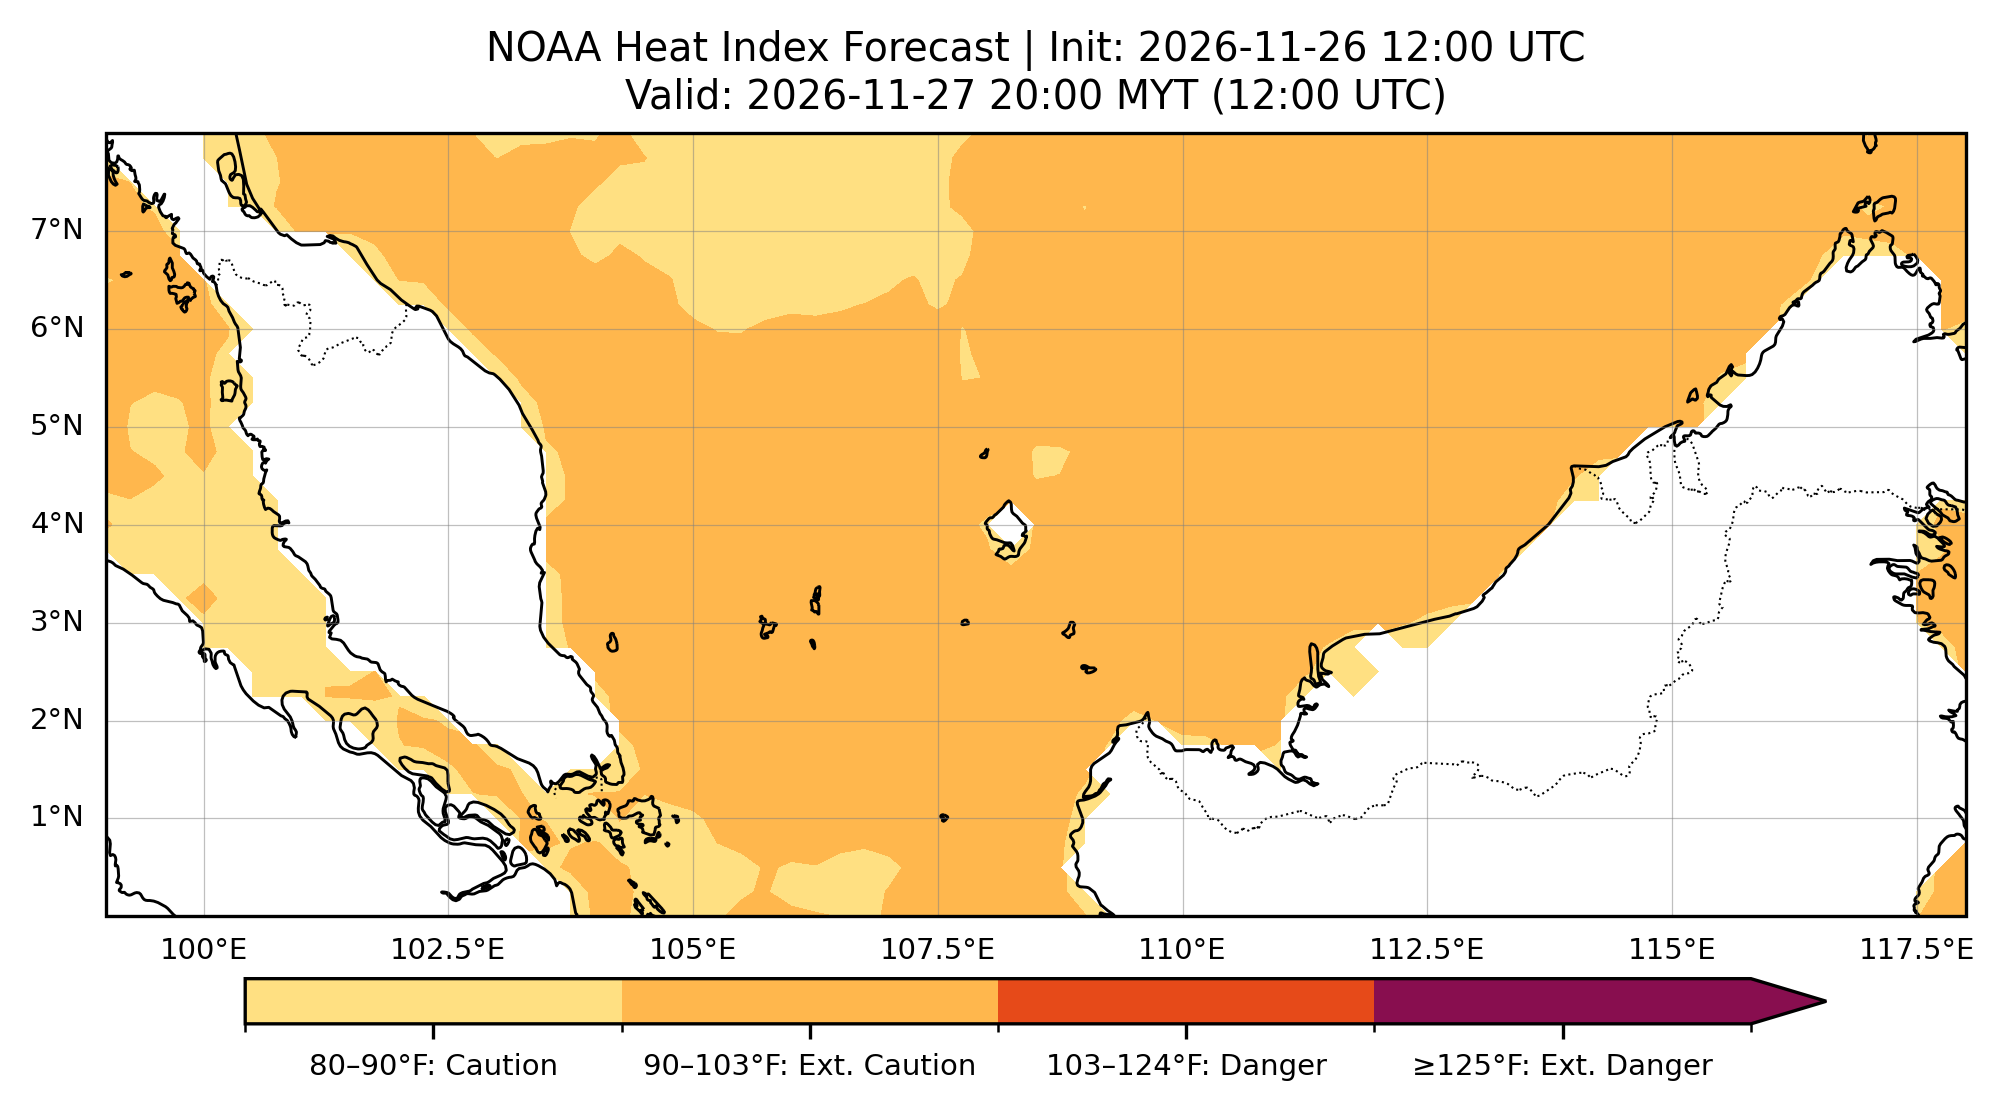 NOAA Heat Index Forecast | Init: 2026-11-26 12:00 UTC
Valid: 2026-11-27 20:00 MYT (12:00 UTC)
7°N
6°N
5°N
4°N
3°N
2°N
1°N
100°E 102.5°E 105°E 107.5°E 110°E 112.5°E 115°E 117.5°E
80–90°F: Caution 90–103°F: Ext. Caution 103–124°F: Danger ≥125°F: Ext. Danger